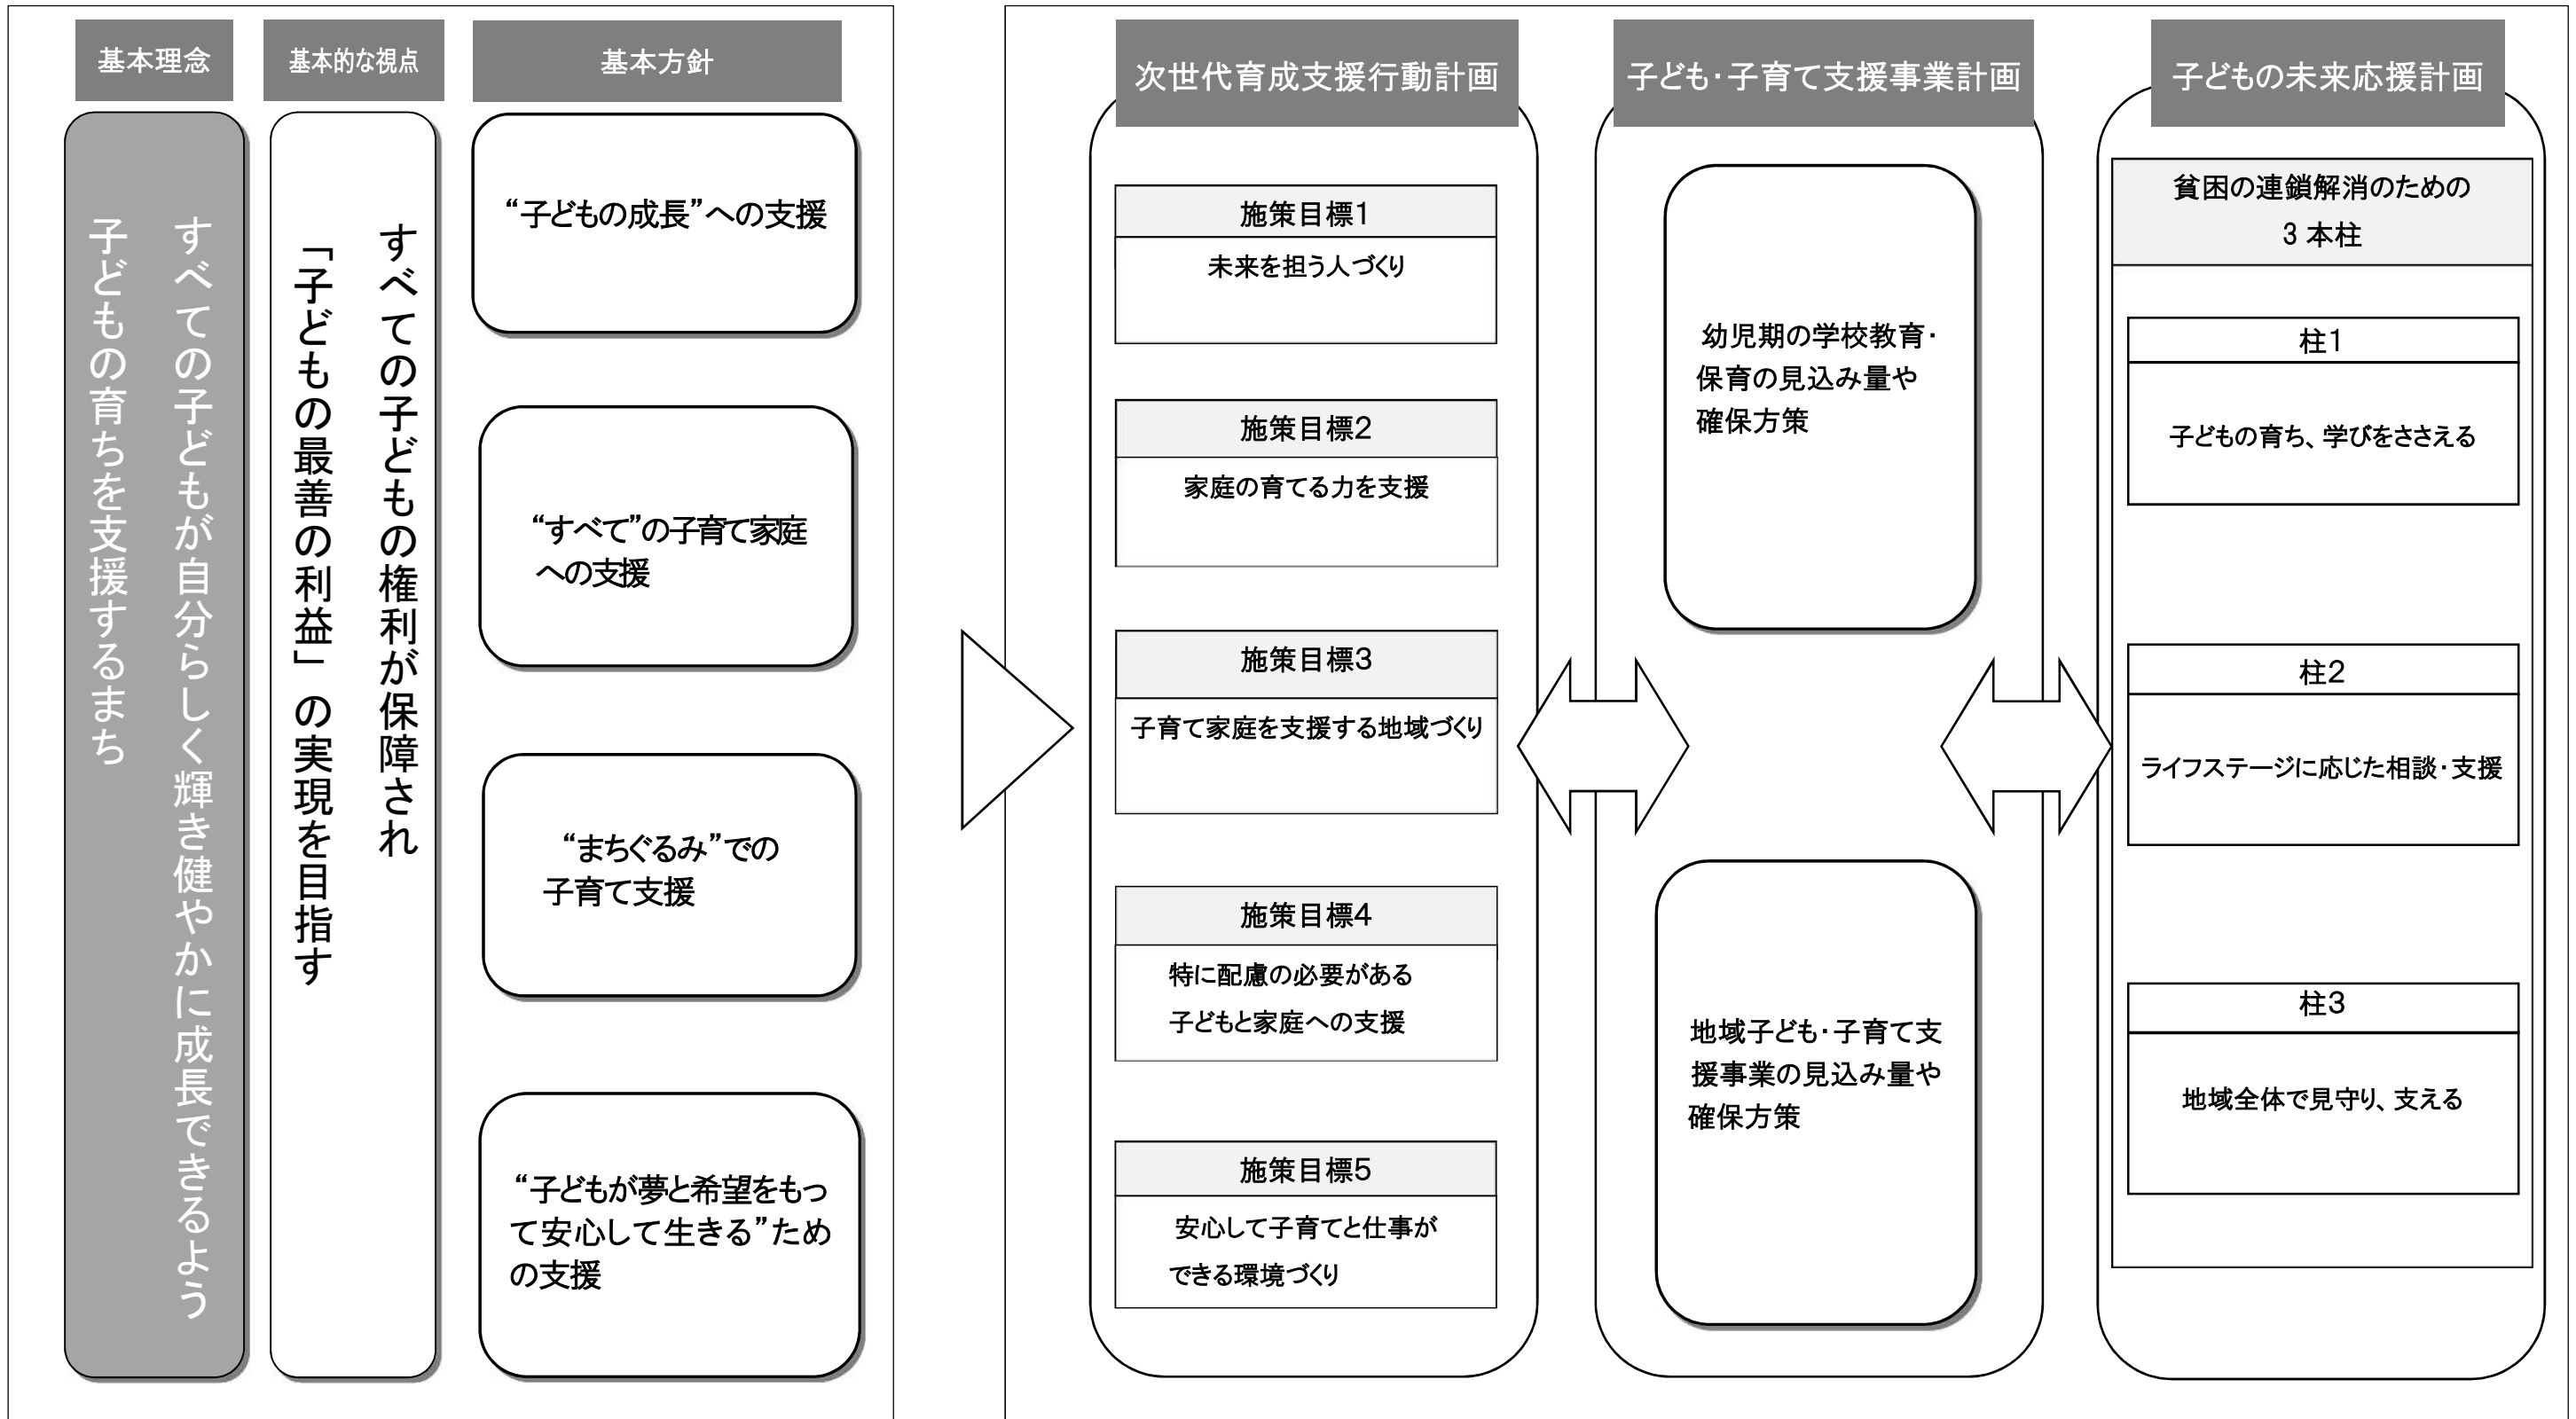 基本理念
すべての子どもが自分らしく輝き健やかに成長できるよう
子どもの育ちを支援するまち
基本的な視点
すべての子どもの権利が保障され
「子どもの最善の利益」の実現を目指す
基本方針
“子どもの成長”への支援
“すべて”の子育て家庭
への支援
“まちぐるみ”での
子育て支援
“子どもが夢と希望をもっ
て安心して生きる”ため
の支援
次世代育成支援行動計画
施策目標1
未来を担う人づくり
施策目標2
家庭の育てる力を支援
施策目標3
子育て家庭を支援する地域づくり
施策目標4
特に配慮の必要がある
子どもと家庭への支援
施策目標5
安心して子育てと仕事が
できる環境づくり
子ども・子育て支援事業計画
幼児期の学校教育・
保育の見込み量や
確保方策
地域子ども・子育て支
援事業の見込み量や
確保方策
子どもの未来応援計画
貧困の連鎖解消のための
3 本柱
柱1
子どもの育ち、学びをささえる
柱2
ライフステージに応じた相談・支援
柱3
地域全体で見守り、支える